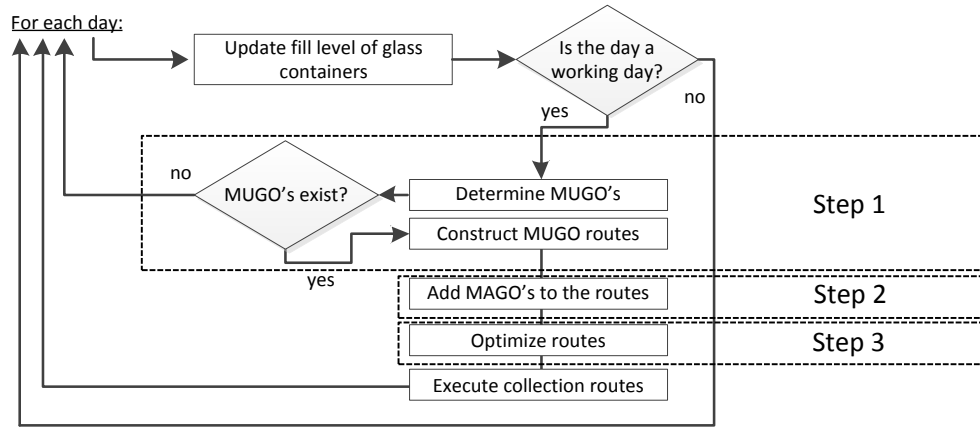 For each day:
Update fill level of glass
containers
Is the day a
working day?
no
yes
no
MUGO's exist?
Determine MUGO's
Step 1
Construct MUGO routes
yes
Add MAGO's to the routes
Step 2
Optimize routes
Step 3
Execute collection routes